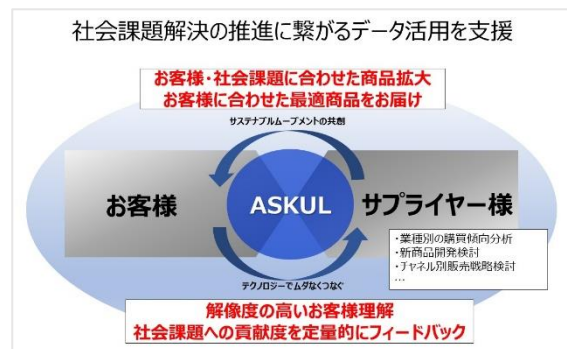 社会課題解決の推進に繋がるデータ活用を支援
お客様・社会課題に合わせた商品拡大
お客様に合わせた最適商品をお届け
サステナブルムーブメントの共創
お客様
ASKUL
サプライヤー様
・業種別の購買傾向分析
・新商品開発検討
・チャネル別販売戦略検討
…
テクノロジーでムダなくつなぐ
解像度の高いお客様理解
社会課題への貢献度を定量的にフィードバック